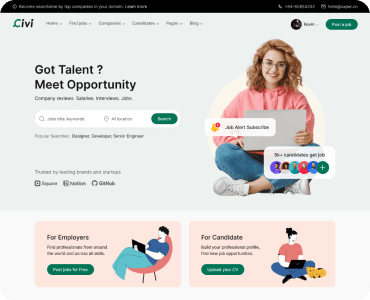 Become searchable by top companies in your domain. Learn more
hello@uxper.co
Civi
Home
Find jobs
Companies
Candidates
Pages
Blog
Kevin
Post a job
Got Talent ?
Meet Opportunity
Company reviews. Salaries. Interviews. Jobs.
Jobs title, keywords
All location
Search
Popular Searches: Designer, Developer, Senior Engineer
Job Alert Subscribe
5k+ candidates get job
Trusted by leading brands and startups
Square
Notion
GitHub
For Employers
Find professionals from around
the world and across all skills.
Post jobs for Free
For Candidate
Build your professional profile,
find new job opportunities.
Upload your CV